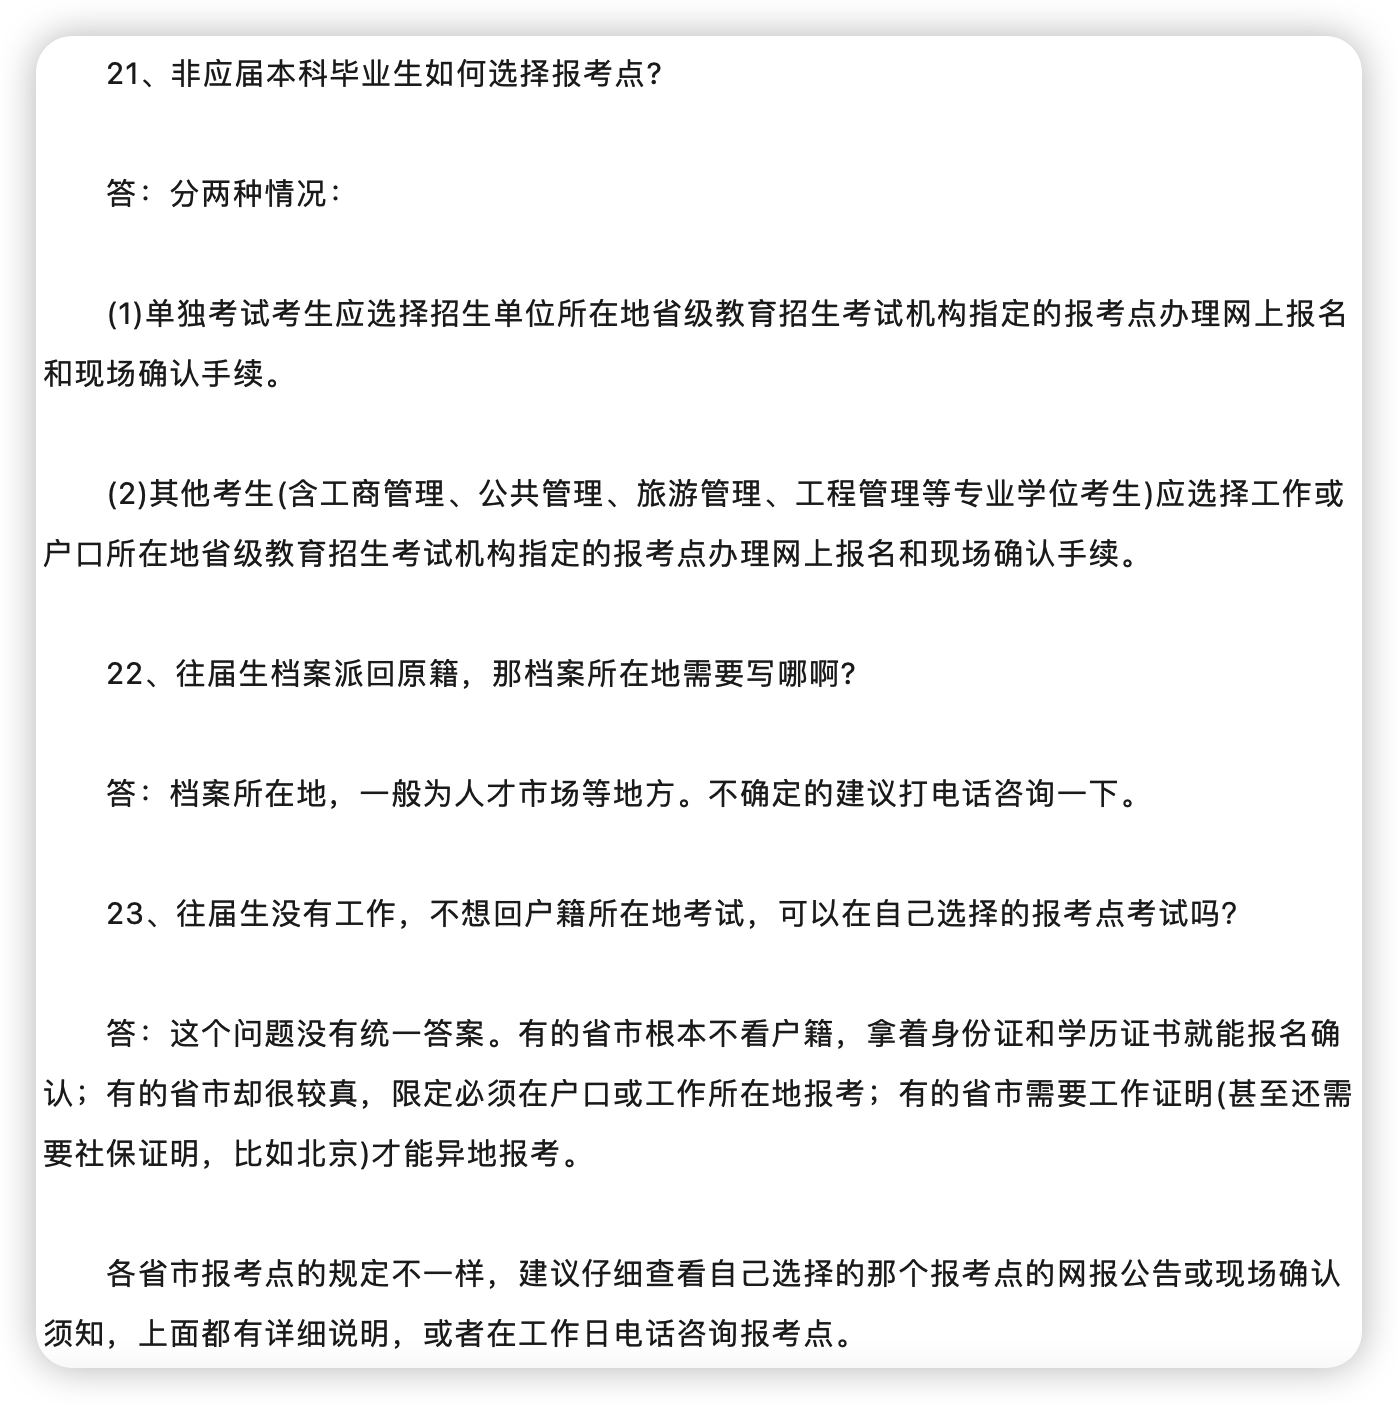 21、非应届本科毕业生如何选择报考点?
答：分两种情况：
(1)单独考试考生应选择招生单位所在地省级教育招生考试机构指定的报考点办理网上报名
和现场确认手续。
(2)其他考生(含工商管理、公共管理、旅游管理、工程管理等专业学位考生)应选择工作或
户口所在地省级教育招生考试机构指定的报考点办理网上报名和现场确认手续。
22、往届生档案派回原籍，那档案所在地需要写哪啊?
答：档案所在地，一般为人才市场等地方。不确定的建议打电话咨询一下。
23、往届生没有工作，不想回户籍所在地考试，可以在自己选择的报考点考试吗?
答：这个问题没有统一答案。有的省市根本不看户籍，拿着身份证和学历证书就能报名确
认；有的省市却很较真，限定必须在户口或工作所在地报考；有的省市需要工作证明(甚至还需
要社保证明，比如北京)才能异地报考。
各省市报考点的规定不一样，建议仔细查看自己选择的那个报考点的网报公告或现场确认
须知，上面都有详细说明，或者在工作日电话咨询报考点。